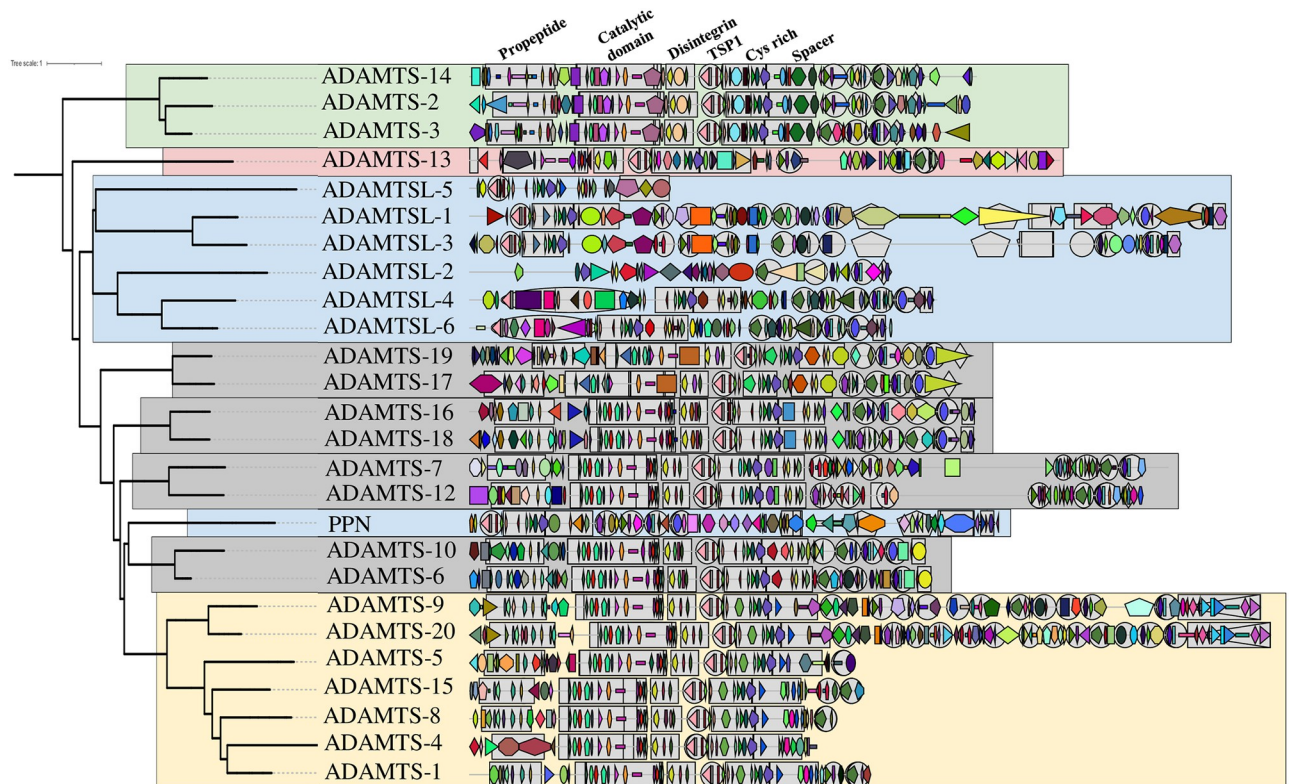 Propeptide
Catalytic
domain
Disintegrin
TSP1
Cys rich
Spacer
Tree scale: 1
ADAMTS-14
ADAMTS-2
ADAMTS-3
ADAMTS-13
ADAMTSL-5
ADAMTSL-1
ADAMTSL-3
ADAMTSL-2
ADAMTSL-4
ADAMTSL-6
ADAMTS-19
ADAMTS-17
ADAMTS-16
ADAMTS-18
ADAMTS-7
ADAMTS-12
PPN
ADAMTS-10
ADAMTS-6
ADAMTS-9
ADAMTS-20
ADAMTS-5
ADAMTS-15
ADAMTS-8
ADAMTS-4
ADAMTS-1